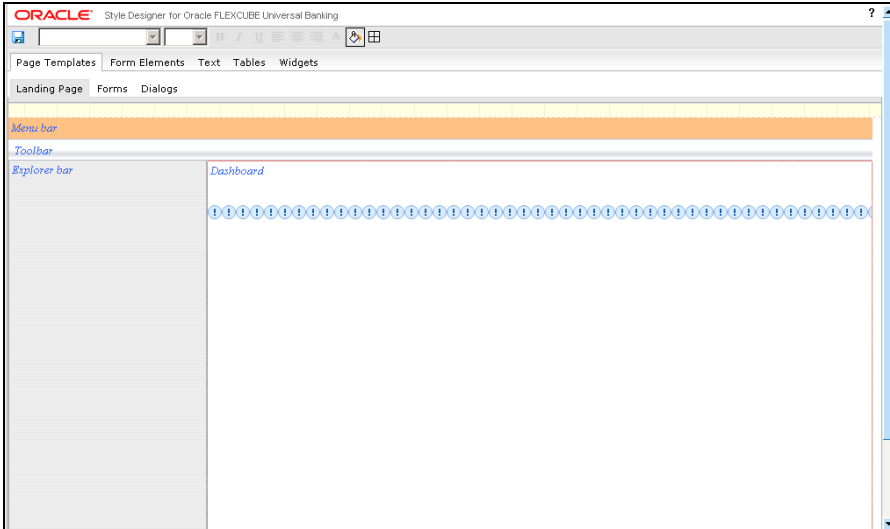 ORACLE Style Designer for Oracle FLEXCUBE Universal Banking ?
B I U A
Page Templates Form Elements Text Tables Widgets
Landing Page Forms Dialogs
Menu bar
Toolbar
Explorer bar Dashboard